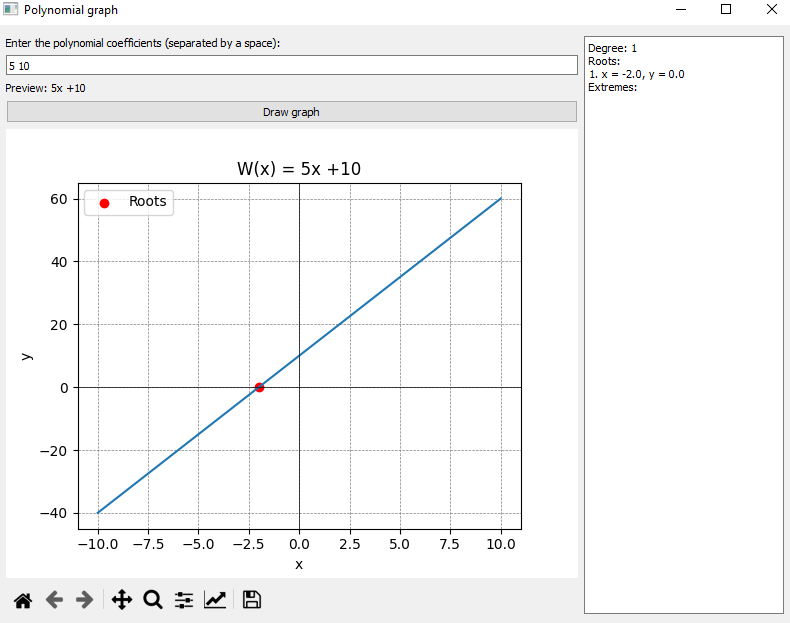 Polynomial graph
Enter the polynomial coefficients (separated by a space):
5 10
Preview: 5x +10
Draw graph
W(x) = 5x +10
Roots
60
40
20
0
−20
−40
y
−10.0 −7.5 −5.0 −2.5 0.0 2.5 5.0 7.5 10.0
x
Degree: 1
Roots:
1. x = -2.0, y = 0.0
Extremes: